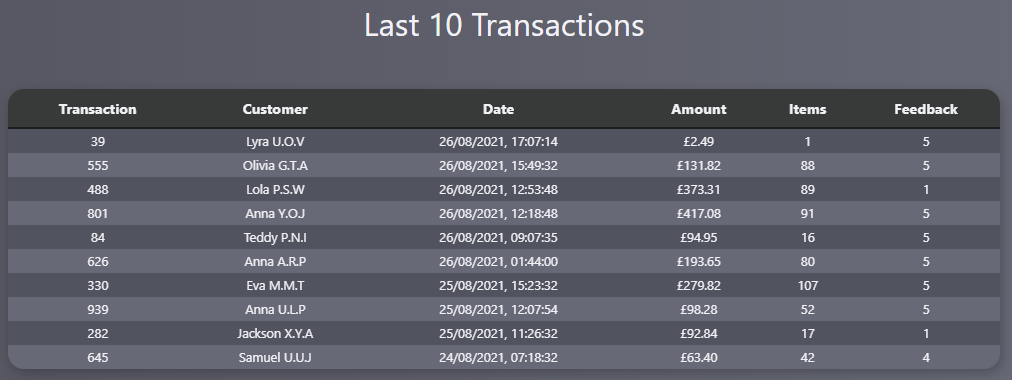 Last 10 Transactions
Transaction Customer Date Amount Items Feedback
39 Lyra U.O.V 26/08/2021, 17:07:14 £2.49 1 5
555 Olivia G.T.A 26/08/2021, 15:49:32 £131.82 88 5
488 Lola P.S.W 26/08/2021, 12:53:48 £373.31 89 1
801 Anna Y.O.J 26/08/2021, 12:18:48 £417.08 91 5
84 Teddy P.N.I 26/08/2021, 09:07:35 £94.95 16 5
626 Anna A.R.P 26/08/2021, 01:44:00 £193.65 80 5
330 Eva M.M.T 25/08/2021, 15:23:32 £279.82 107 5
939 Anna U.L.P 25/08/2021, 12:07:54 £98.28 52 5
282 Jackson X.Y.A 25/08/2021, 11:26:32 £92.84 17 1
645 Samuel U.U.J 24/08/2021, 07:18:32 £63.40 42 4